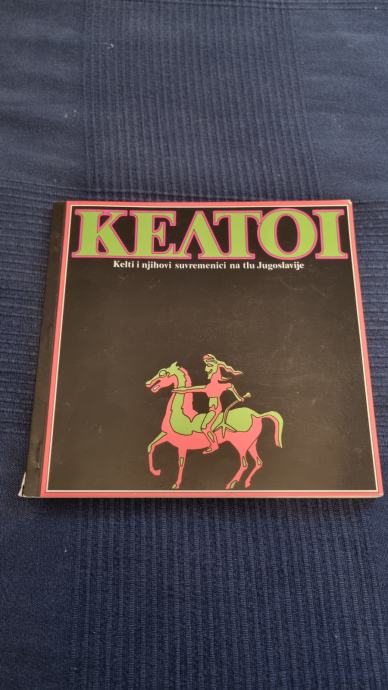 ΚΕΛΤΟΙ
Kelti i njihovi suvremenici na tlu Jugoslavije